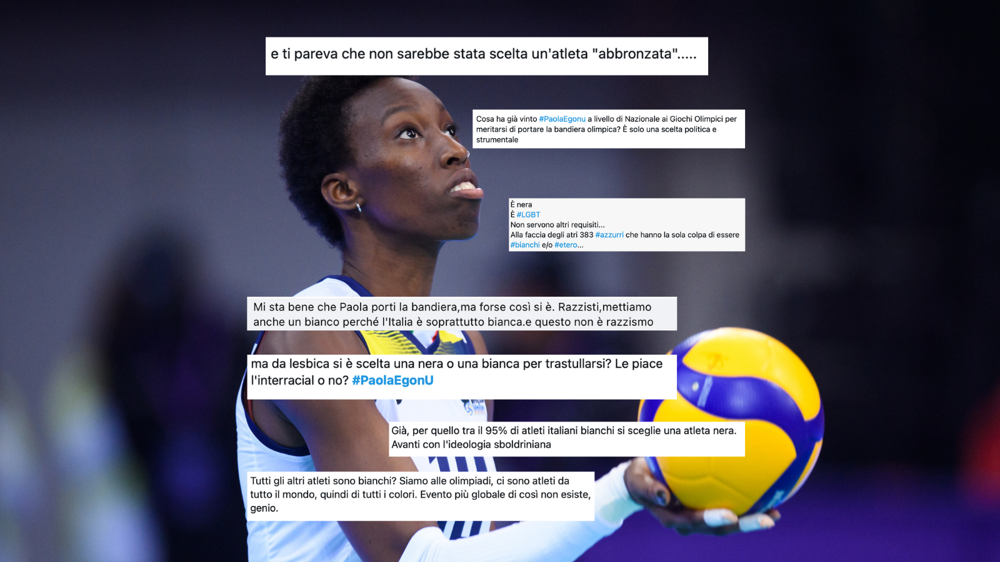 e ti pareva che non sarebbe stata scelta un'atleta "abbronzata".....
Cosa ha già vinto #PaolaEgonu a livello di Nazionale ai Giochi Olimpici per
meritarsi di portare la bandiera olimpica? È solo una scelta politica e
strumentale
È nera
È #LGBT
Non servono altri requisiti...
Alla faccia degli atri 383 #azzurri che hanno la sola colpa di essere
#bianchi e/o #etero...
Mi sta bene che Paola porti la bandiera,ma forse così si è. Razzisti,mettiamo
anche un bianco perché l'Italia è soprattutto bianca.e questo non è razzismo
ma da lesbica si è scelta una nera o una bianca per trastullarsi? Le piace
l'interracial o no? #PaolaEgonU
Già, per quello tra il 95% di atleti italiani bianchi si sceglie una atleta nera.
Avanti con l'ideologia sboldriniana
Tutti gli altri atleti sono bianchi? Siamo alle olimpiadi, ci sono atleti da
tutto il mondo, quindi di tutti i colori. Evento più globale di così non esiste,
genio.